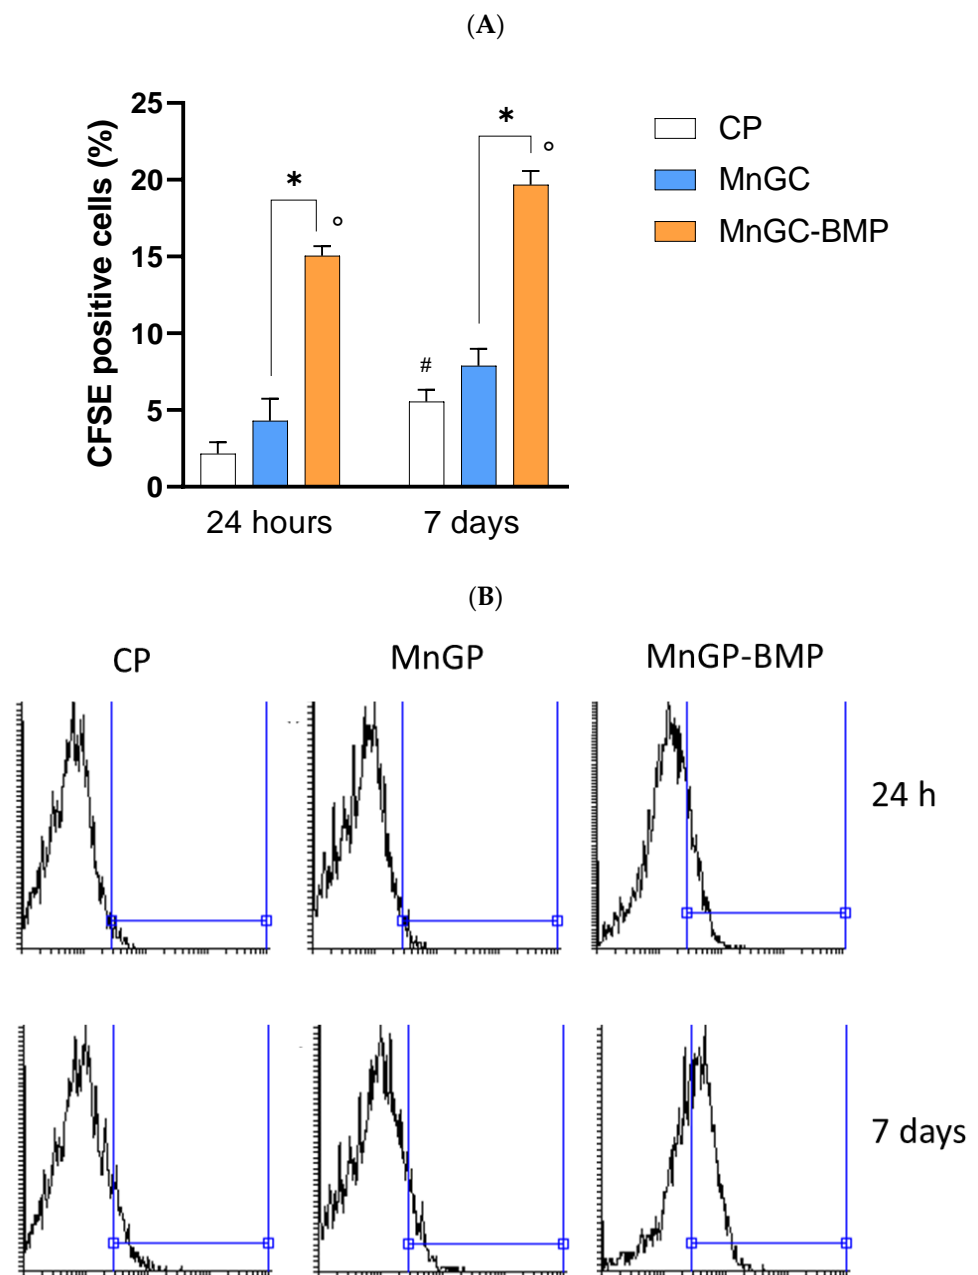 (A)
25
20
15
10
5
0
CFSE positive cells (%)
*
°
*
°
#
24 hours
7 days
CP
MnGC
MnGC-BMP
(B)
CP
MnGP
MnGP-BMP
24 h
7 days